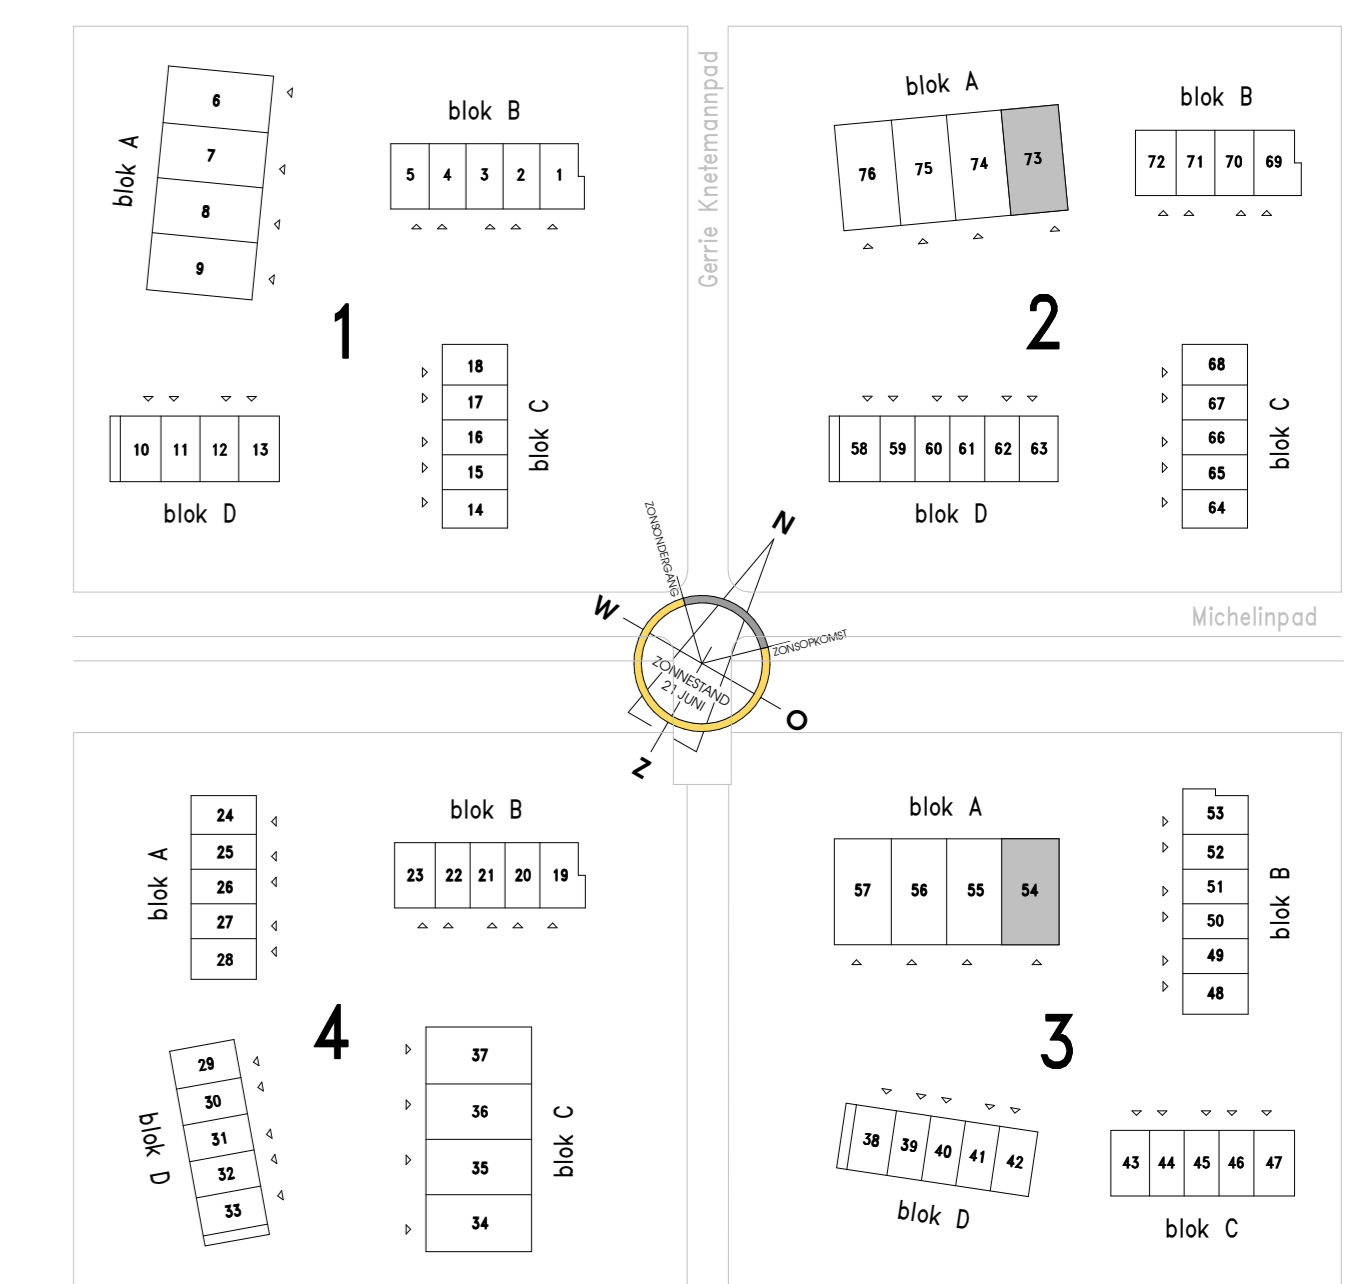 blok A
6
7
8
9
blok B
5 4 3 2 1
1
18
17
16
15
14
blok C
10 11 12 13
blok D
Gerrie Knetemannpad
blok A
76 75 74 73
blok B
72 71 70 69
2
58 59 60 61 62 63
blok D
68
67
66
65
64
blok C
Michelinpad
N
ZONSONDERGANG
W
ZONSOPKOMST
ZONNESTAND
21 JUNI
O
Z
blok A
24
25
26
27
28
blok B
23 22 21 20 19
4
29
30
31
32
33
blok D
37
36
35
34
blok C
blok A
57 56 55 54
53
52
51
50
49
48
blok B
3
38 39 40 41 42
blok D
43 44 45 46 47
blok C